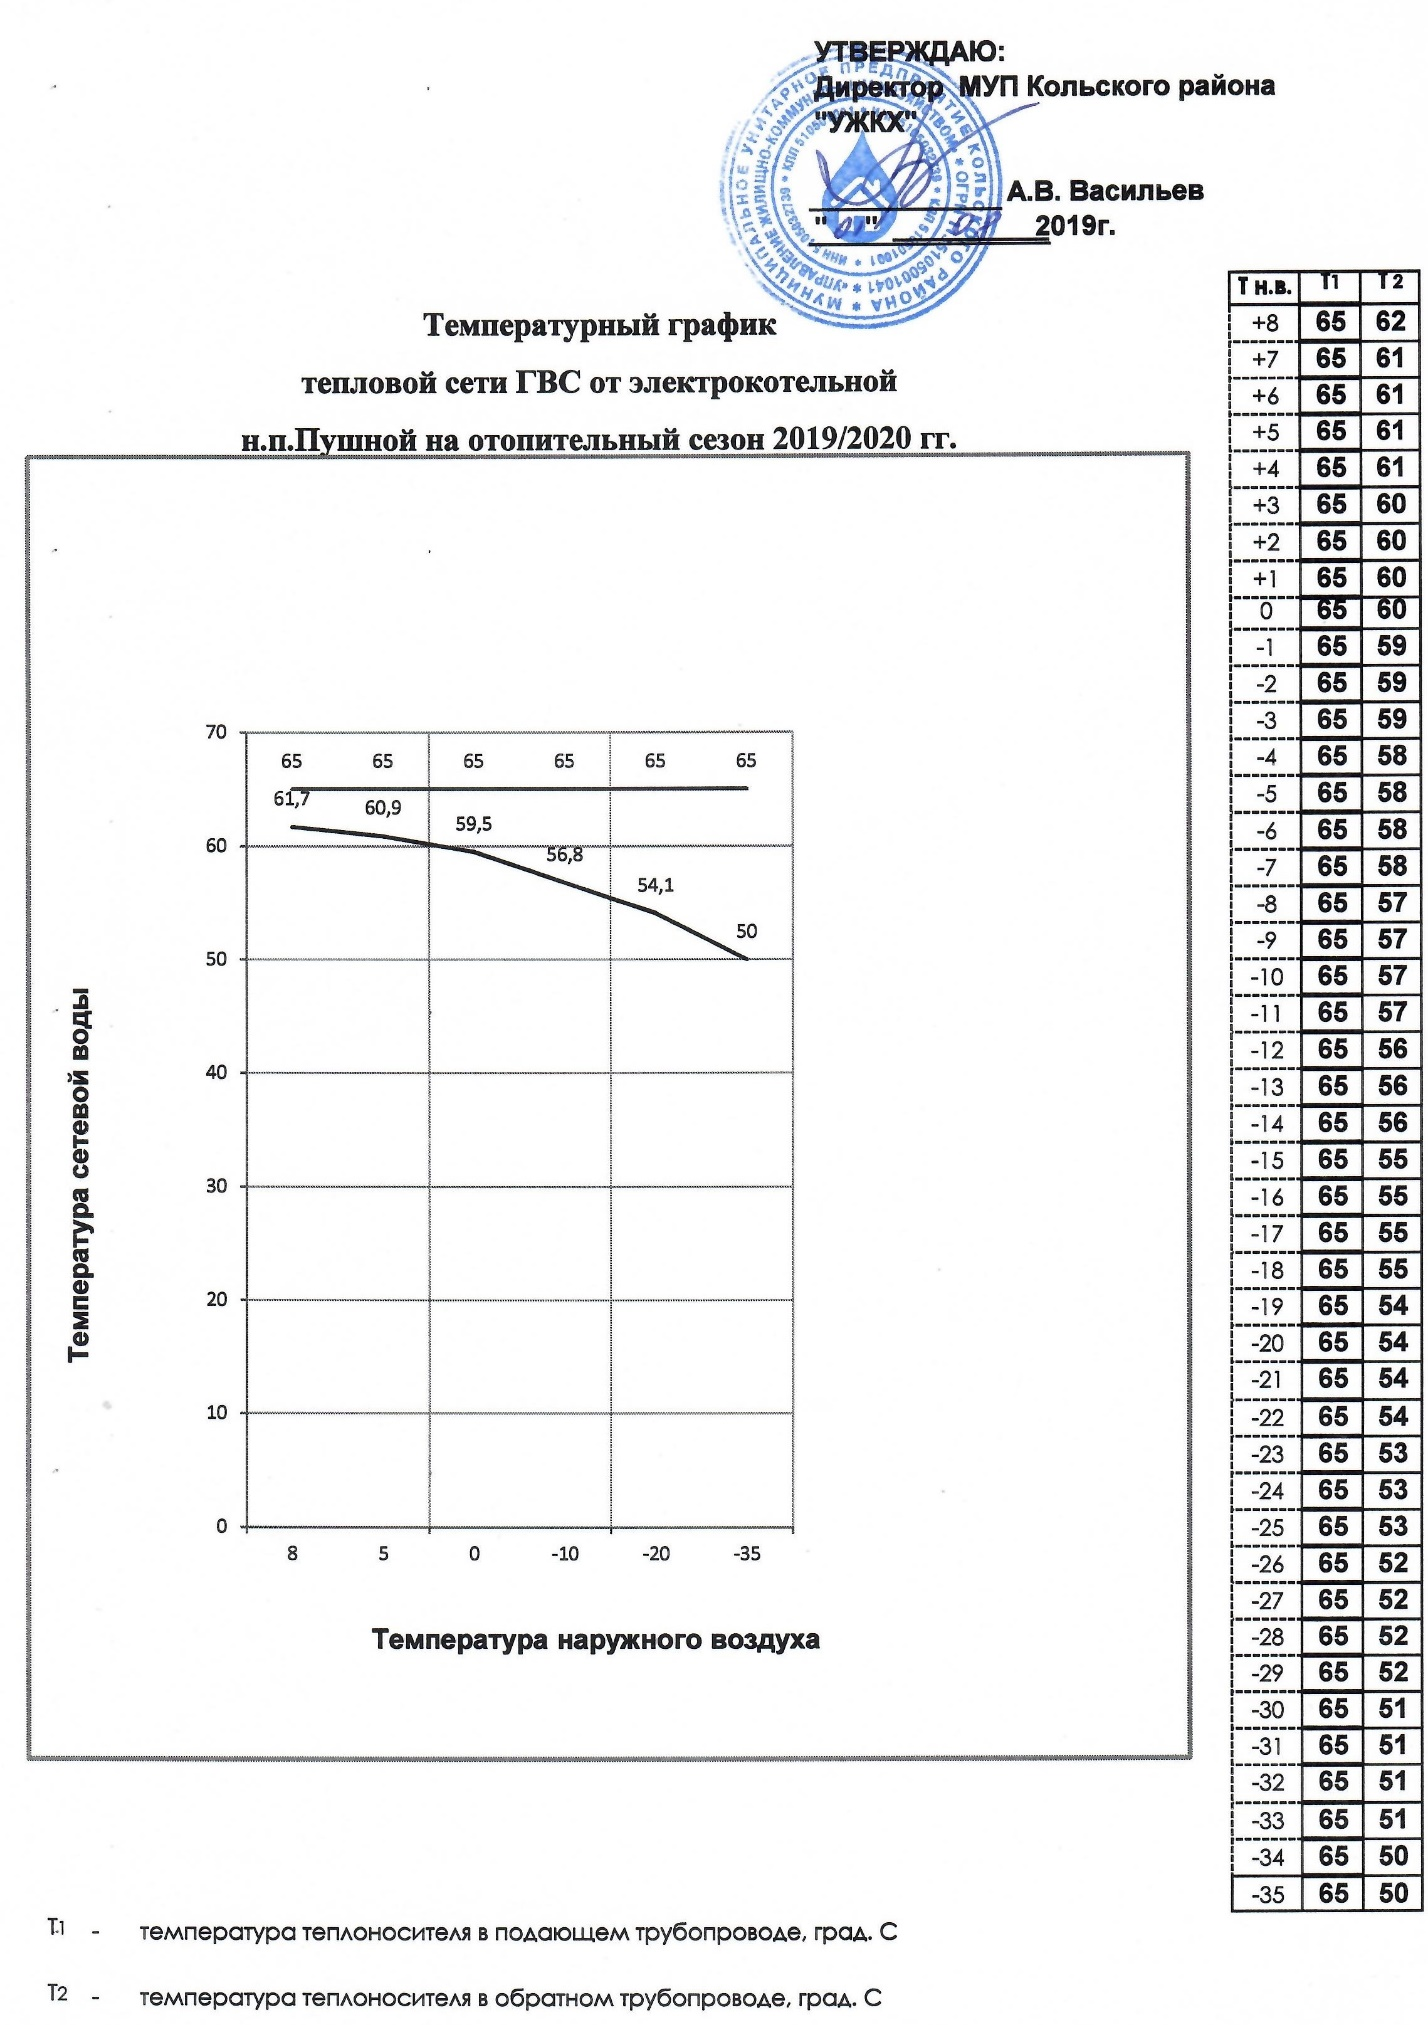 УТВЕРЖДАЮ:
Директор МУП Кольского района
"УЖКХ"
А.В. Васильев
2019г.
Температурный график
тепловой сети ГВС от электрокотельной
н.п.Пушной на отопительный сезон 2019/2020 гг.
70
60
50
40
30
20
10
0
65 65 65 65 65 65
61,7 60,9 59,5 56,8 54,1 50
8 5 0 -10 -20 -35
Температура сетевой воды
Температура наружного воздуха
Т н.в. Т1 Т2
+8 65 62
+7 65 61
+6 65 61
+5 65 61
+4 65 61
+3 65 60
+2 65 60
+1 65 60
0 65 60
-1 65 59
-2 65 59
-3 65 59
-4 65 58
-5 65 58
-6 65 58
-7 65 58
-8 65 57
-9 65 57
-10 65 57
-11 65 57
-12 65 56
-13 65 56
-14 65 56
-15 65 55
-16 65 55
-17 65 55
-18 65 55
-19 65 54
-20 65 54
-21 65 54
-22 65 54
-23 65 53
-24 65 53
-25 65 53
-26 65 52
-27 65 52
-28 65 52
-29 65 52
-30 65 51
-31 65 51
-32 65 51
-33 65 51
-34 65 50
-35 65 50
Т1 - температура теплоносителя в подающем трубопроводе, град. С
Т2 - температура теплоносителя в обратном трубопроводе, град. С